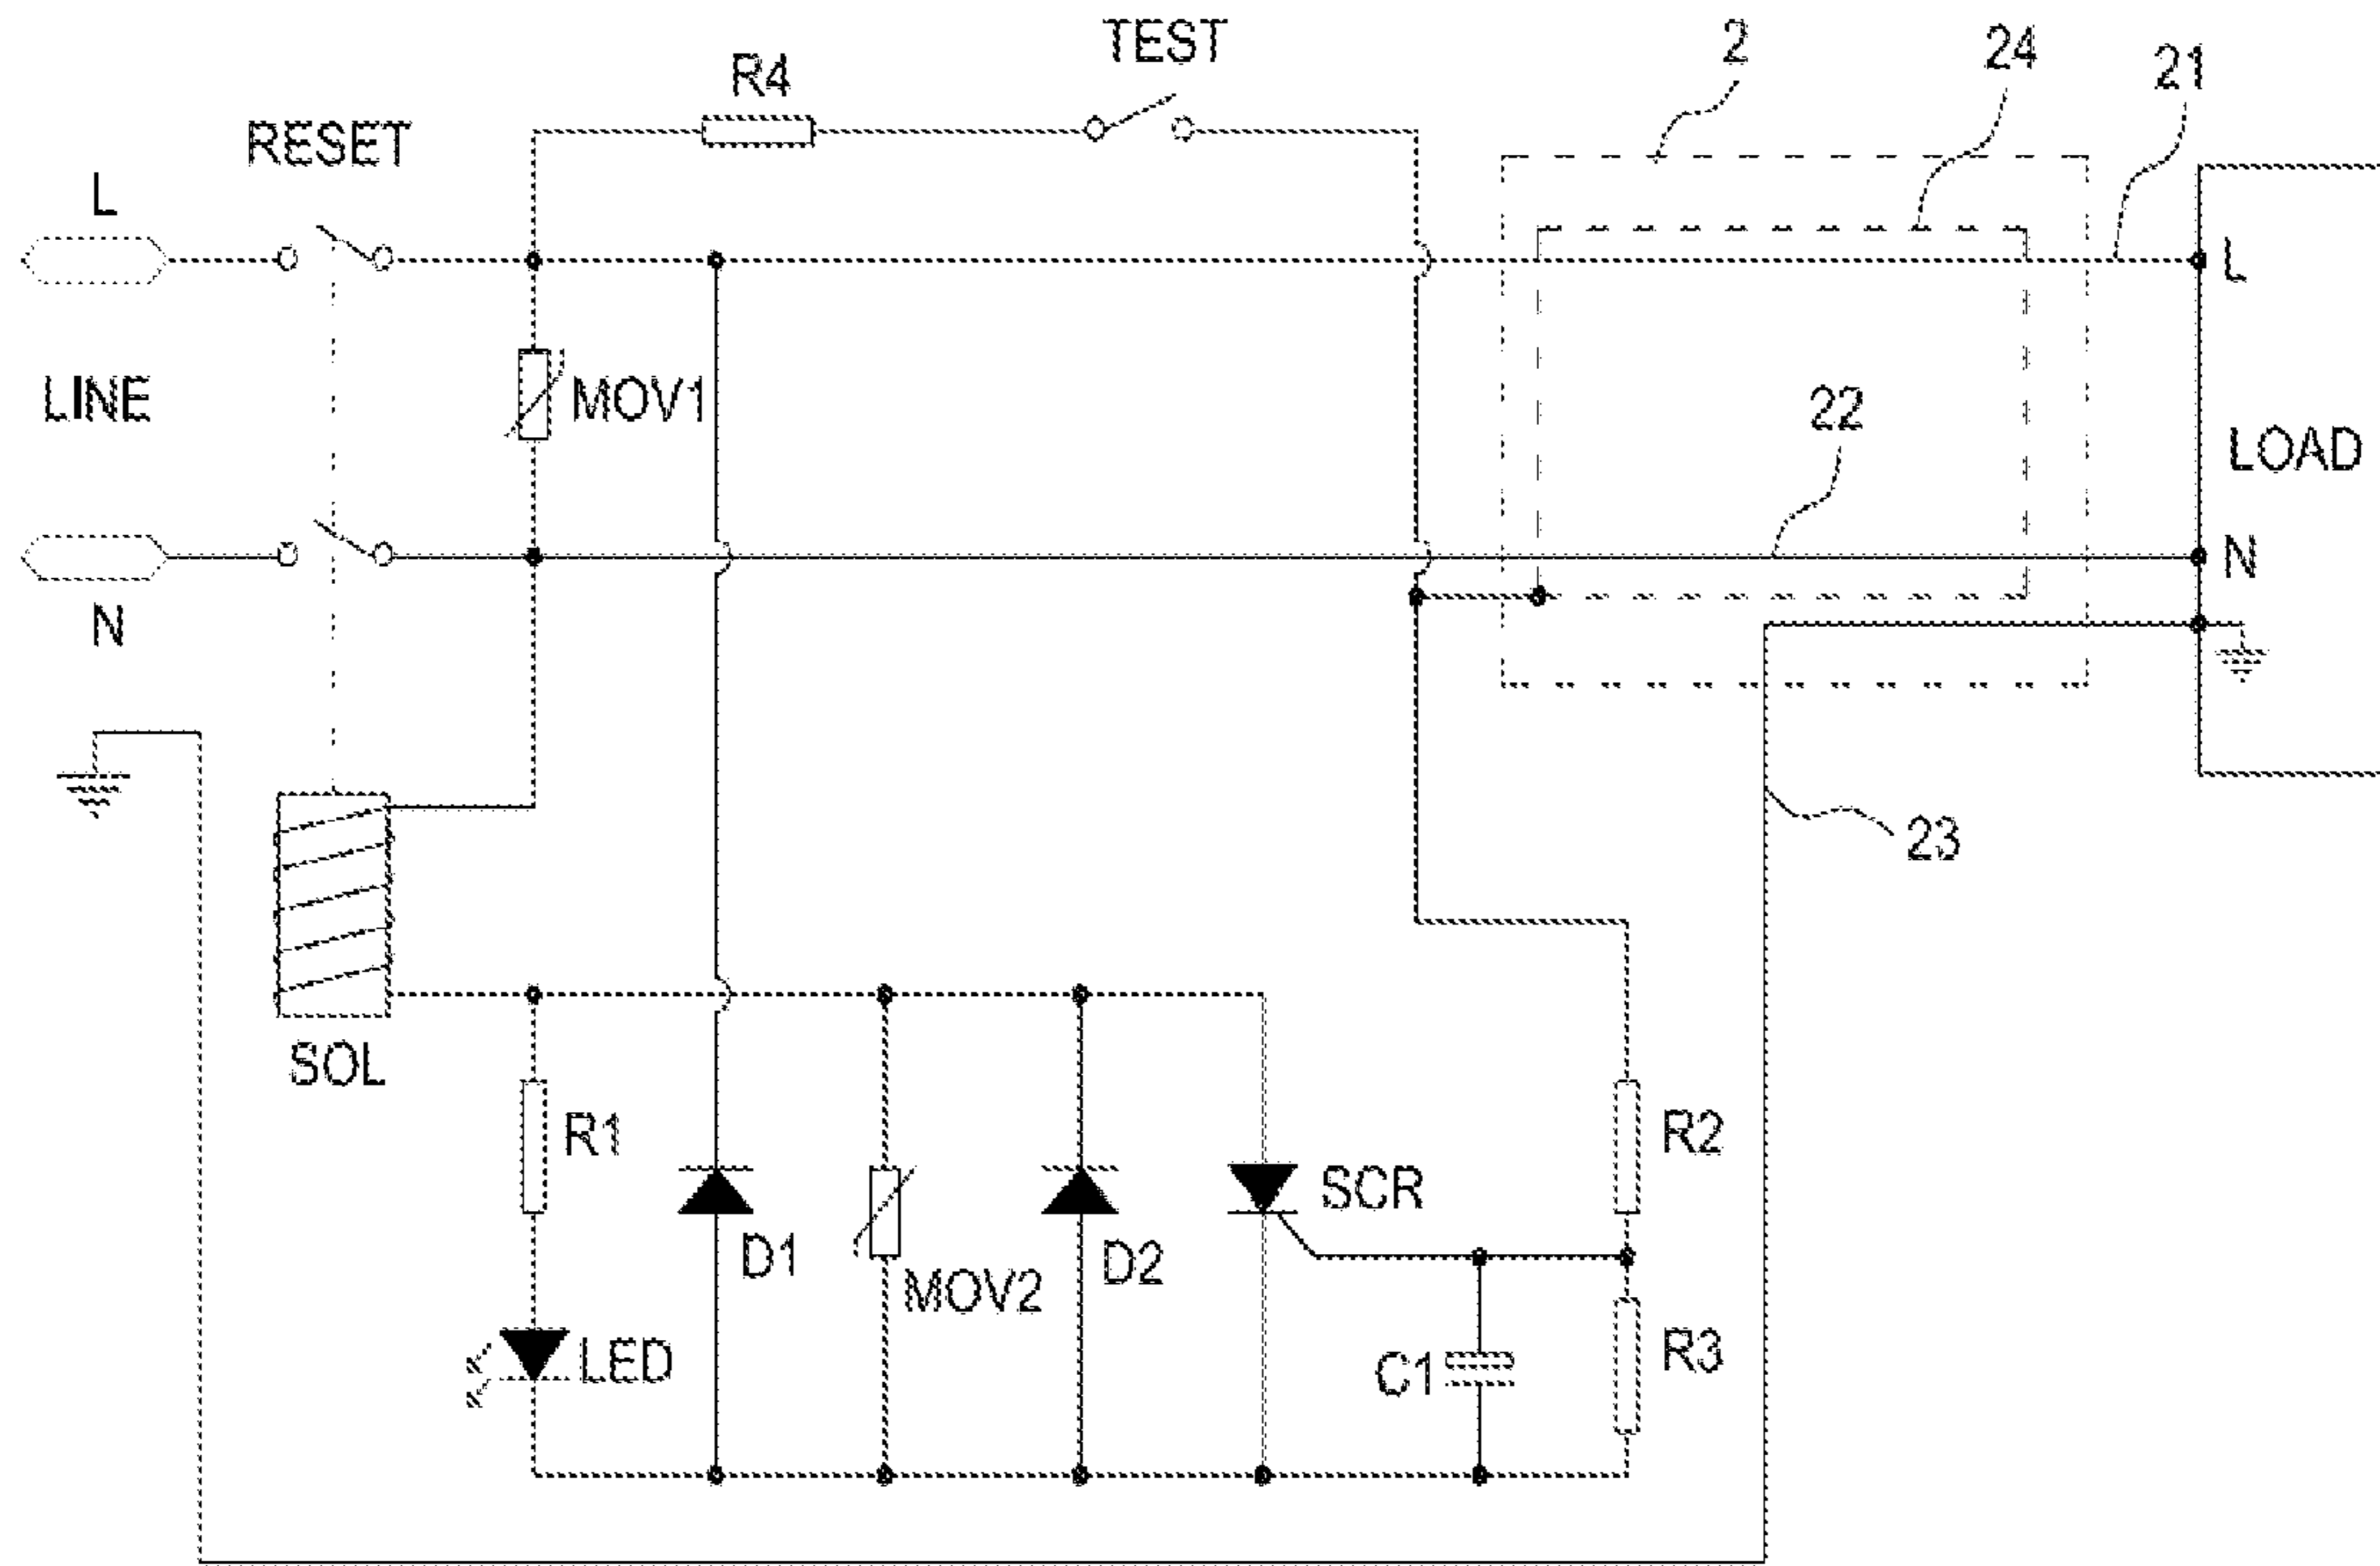 TEST
2
24
21
R4
RESET
L
L
LINE
MOV1
22
LOAD
N
N
23
SOL
R1
R2
SCR
D1
D2
MOV2
LED
C1
R3